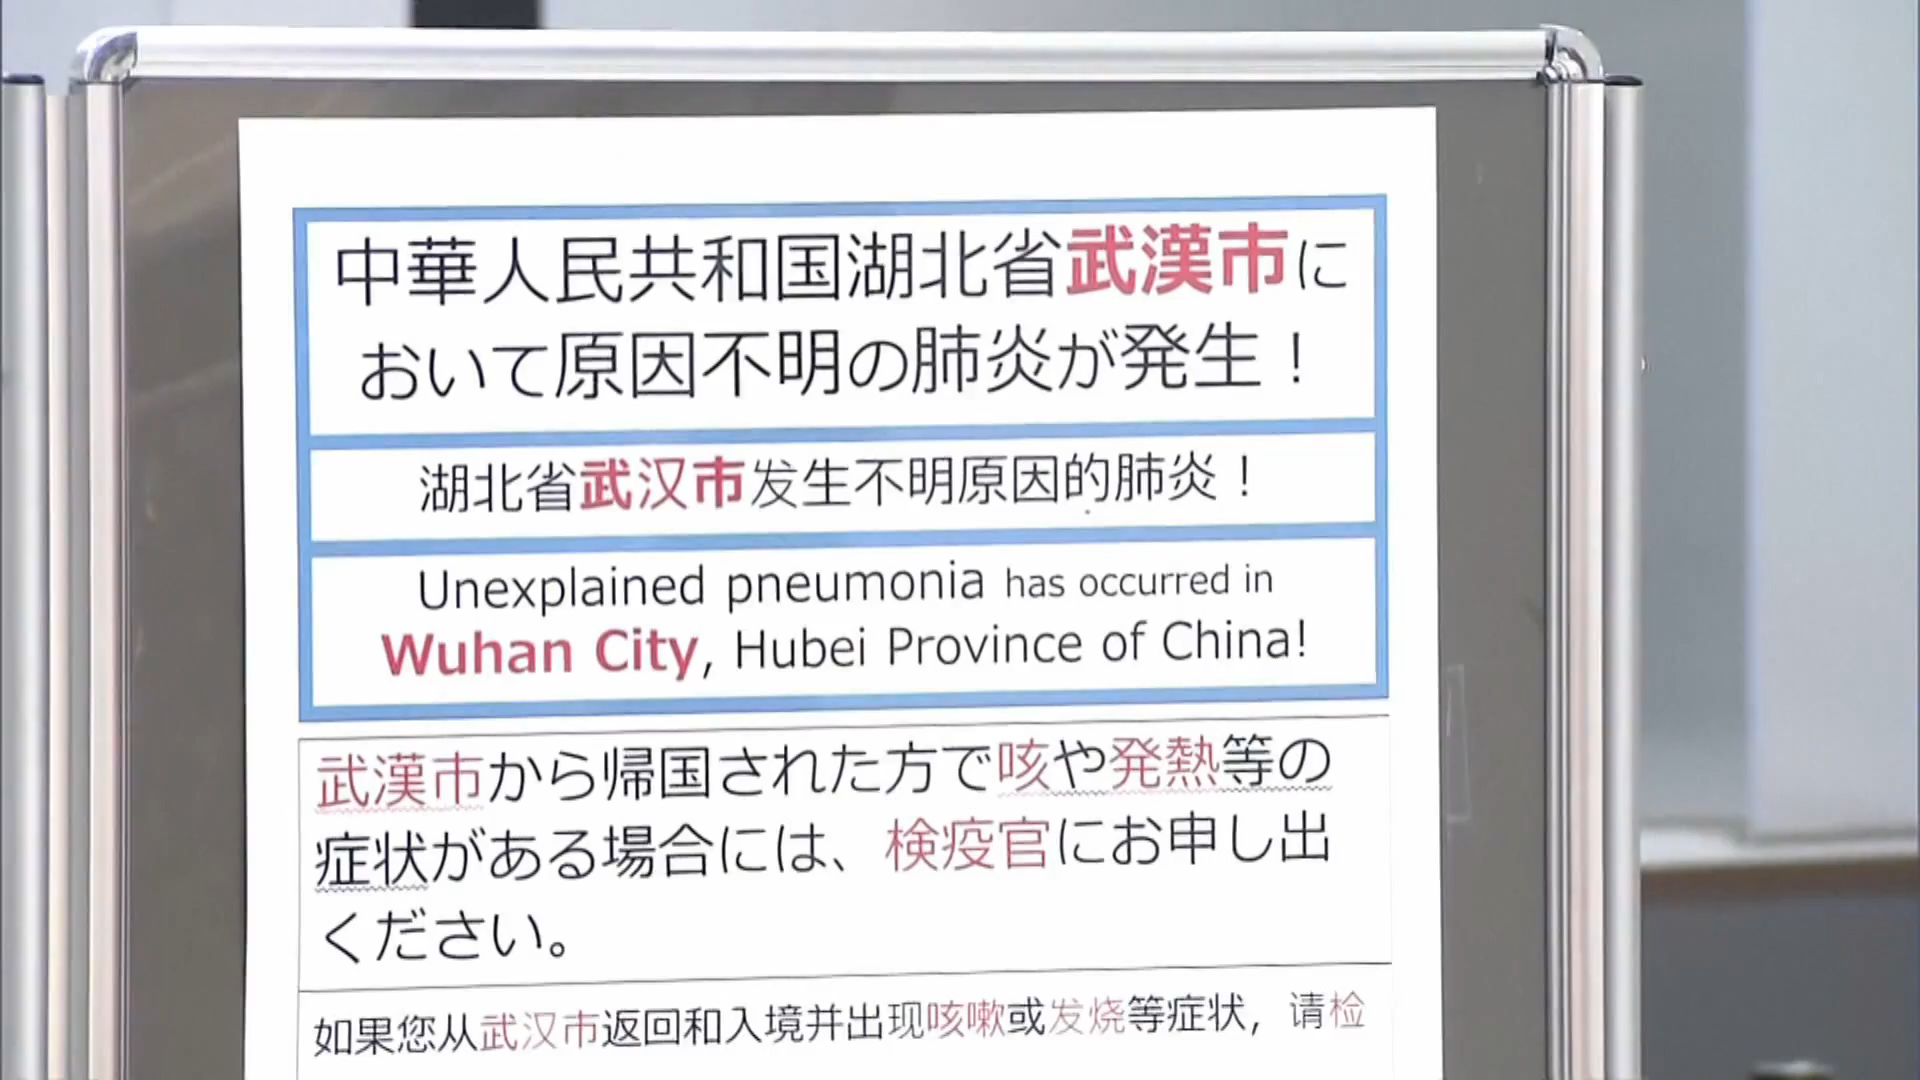 中華人民共和国湖北省武漢市に
おいて原因不明の肺炎が発生！
湖北省武汉市发生不明原因的肺炎！
Unexplained pneumonia has occurred in
Wuhan City, Hubei Province of China!
武漢市から帰国された方で咳や発熱等の
症状がある場合には、検疫官にお申し出
ください。
如果您从武汉市返回和入境并出现咳嗽或发烧等症状，请检